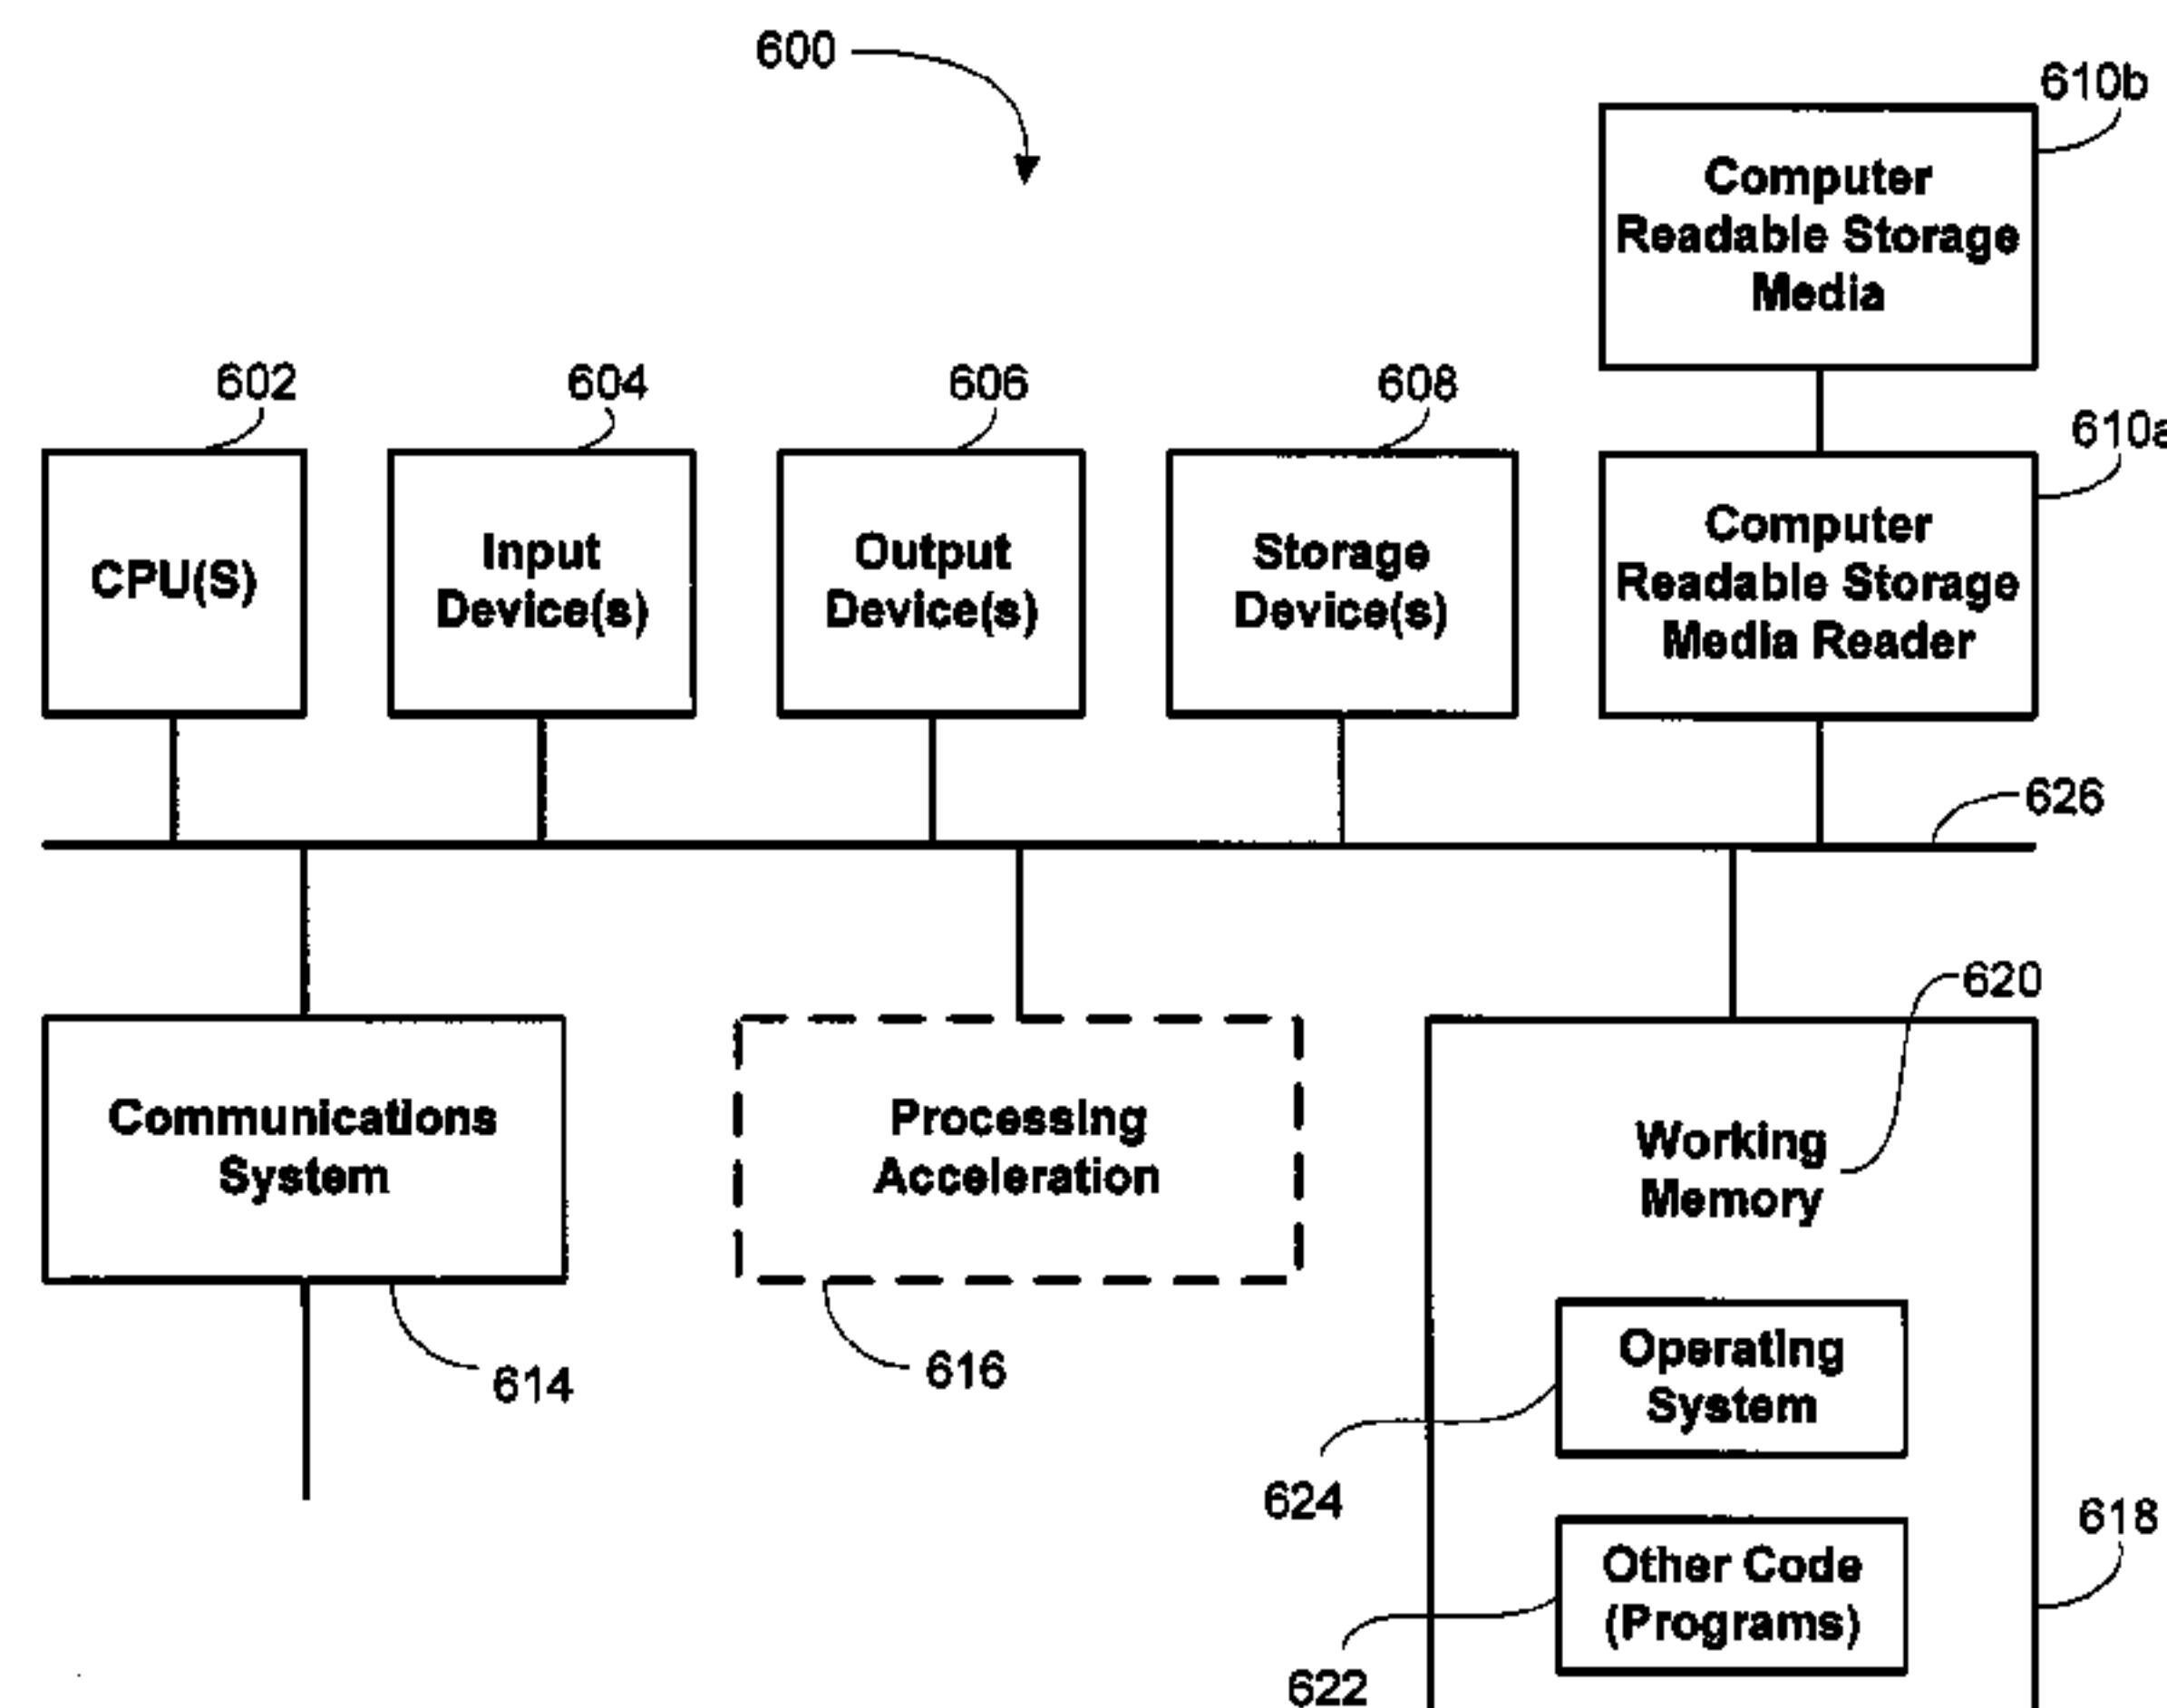 600
610b
Computer
Readable Storage
Media
602
604
606
608
610a
CPU(S)
Input
Device(s)
Output
Device(s)
Storage
Device(s)
Computer
Readable Storage
Media Reader
626
620
Communications
System
Processing
Acceleration
Working
Memory
614
616
Operating
System
624
618
Other Code
(Programs)
622